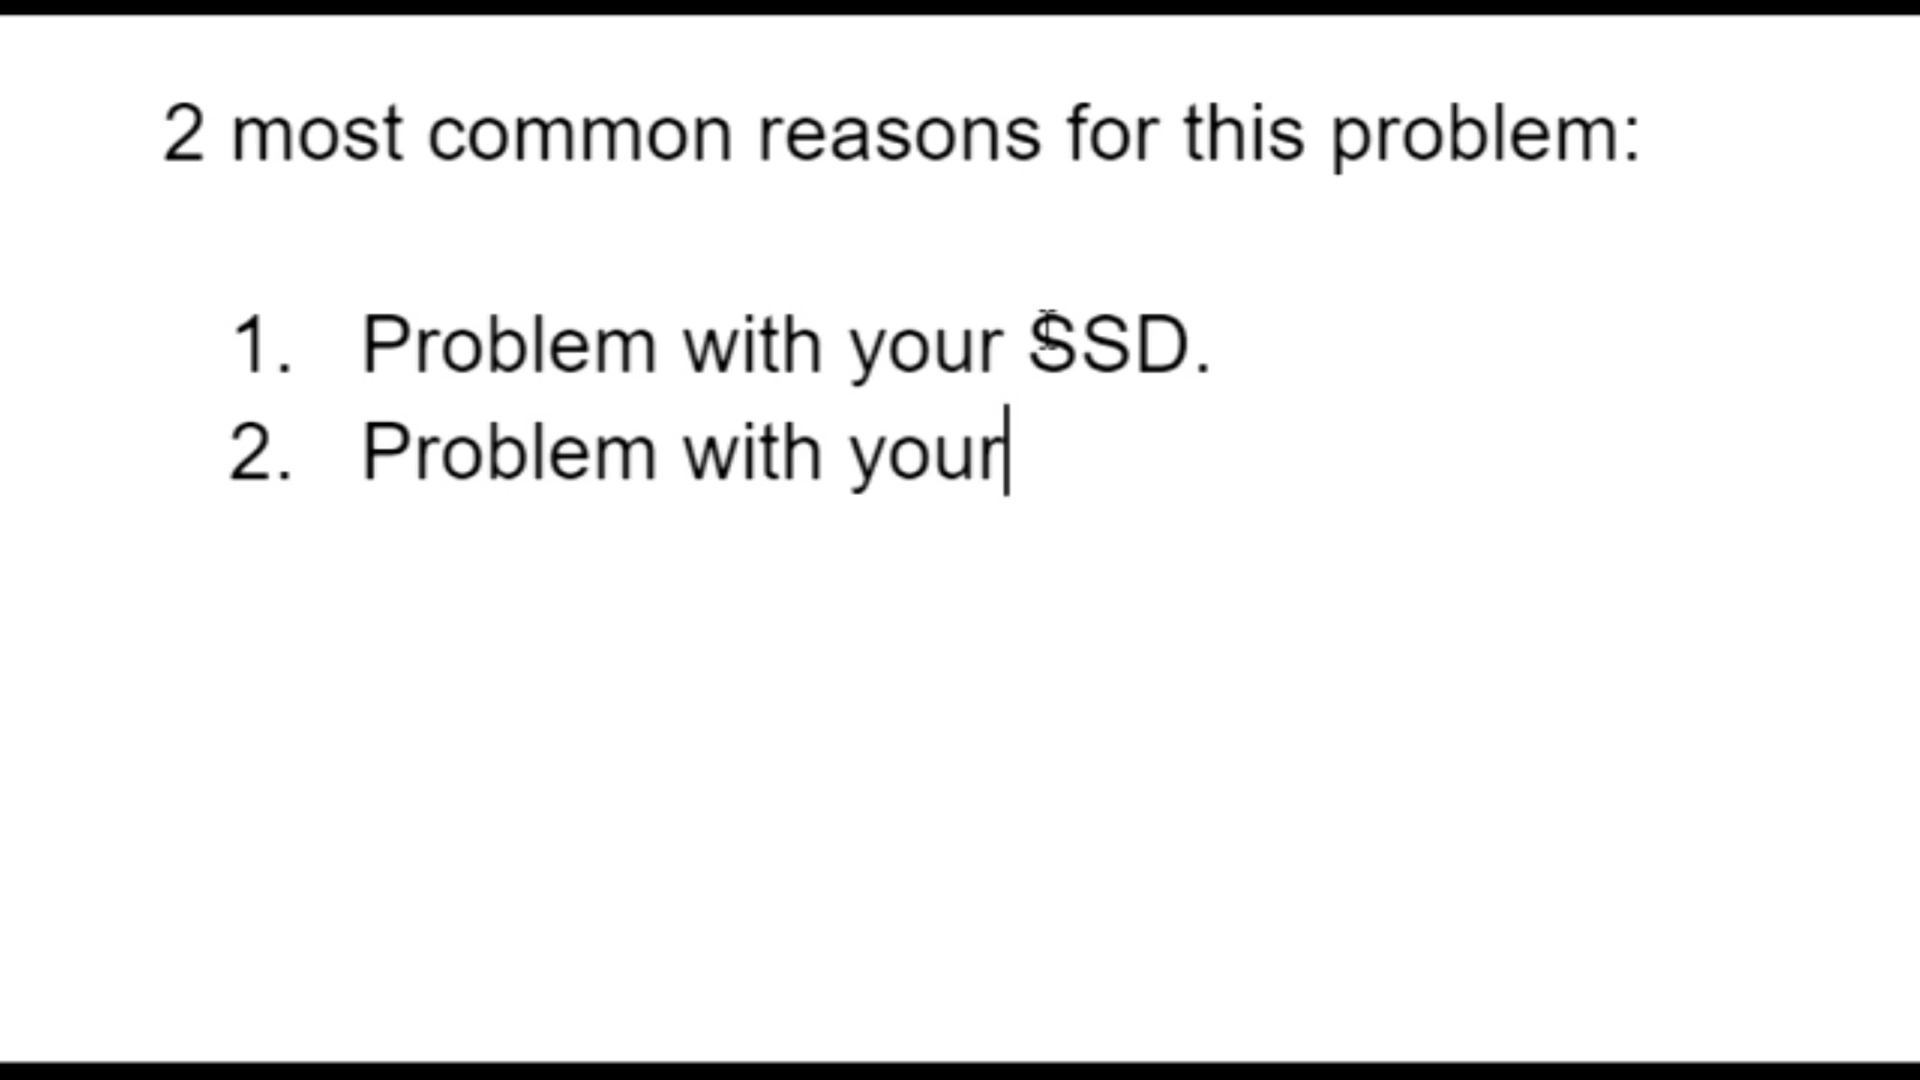 2 most common reasons for this problem:
1. Problem with your SSD.
2. Problem with your